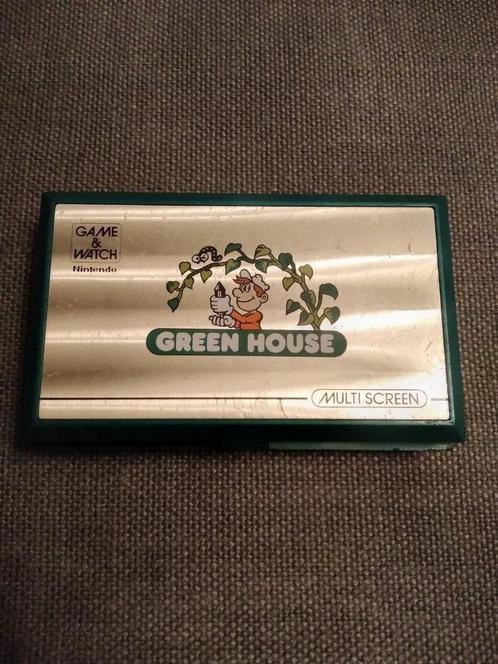 GAME
&
WATCH
Nintendo
GREEN HOUSE
MULTI SCREEN